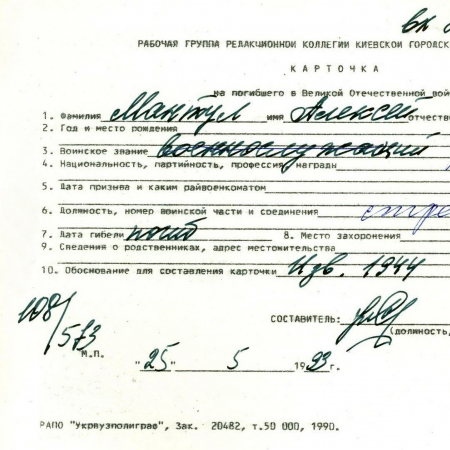 вх
РАБОЧАЯ ГРУППА РЕДАКЦИОННОЙ КОЛЛЕГИИ КИЕВСКОЙ ГОРОДСК
КАРТОЧКА
на погибшего в Великой Отечественной вой
1. Фамилия Мантул имя Алексей отчеств
2. Год и место рождения
3. Воинское звание военнослужащий
4. Национальность, партийность, профессия, награды
5. Дата призыва и каким райвоенкоматом
6. Должность, номер воинской части и соединения стре
7. Дата гибели погиб 8. Место захоронения
9. Сведения о родственниках, адрес местожительства
10. Обоснование для составления карточки Изв. 1944
108/573
СОСТАВИТЕЛЬ:
(должность,
М.П. "25" 5 1993 г.
РАПО "Укрвузполиграф", Зак. 20482, т.50 000, 1990.